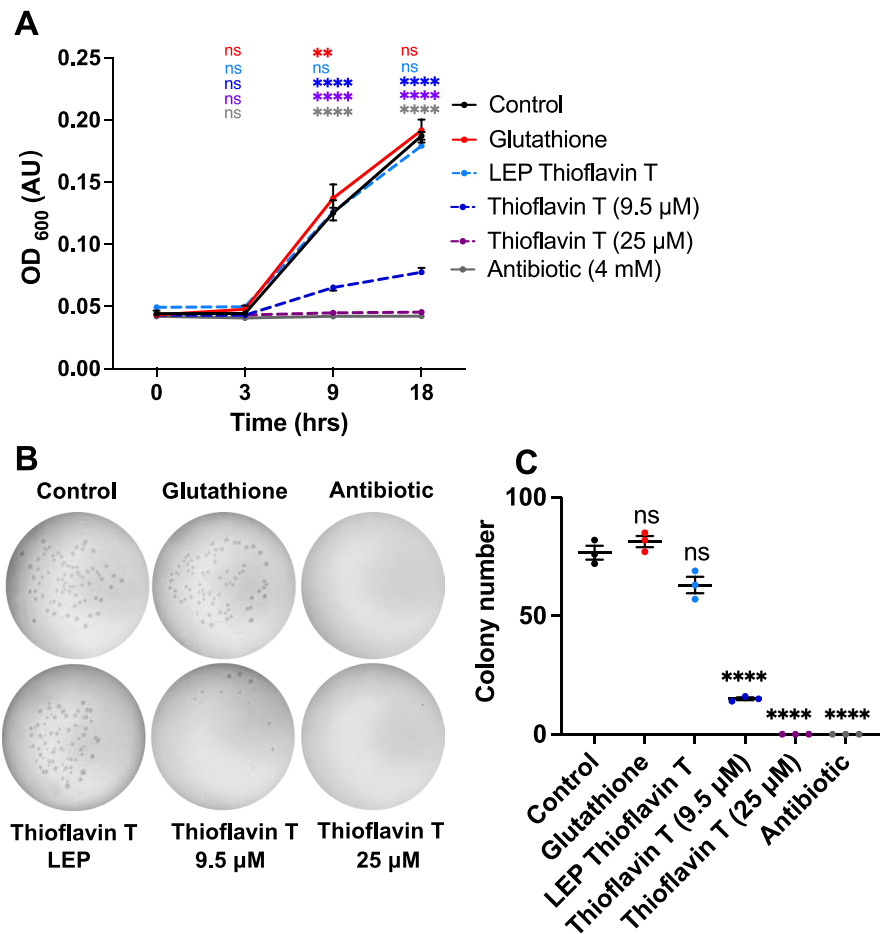 A
ns ** ns
ns ns ns
ns **** ****
ns **** ****
ns **** ****
0.25
0.20
0.15
0.10
0.05
0.00
OD 600 (AU)
0 3 9 18
Time (hrs)
Control
Glutathione
LEP Thioflavin T
Thioflavin T (9.5 µM)
Thioflavin T (25 µM)
Antibiotic (4 mM)
B
Control Glutathione Antibiotic
Thioflavin T Thioflavin T Thioflavin T
LEP 9.5 µM 25 µM
C
100
50
0
Colony number
ns
ns
****
**** ****
Control
Glutathione
LEP Thioflavin T
Thioflavin T (9.5 µM)
Thioflavin T (25 µM)
Antibiotic